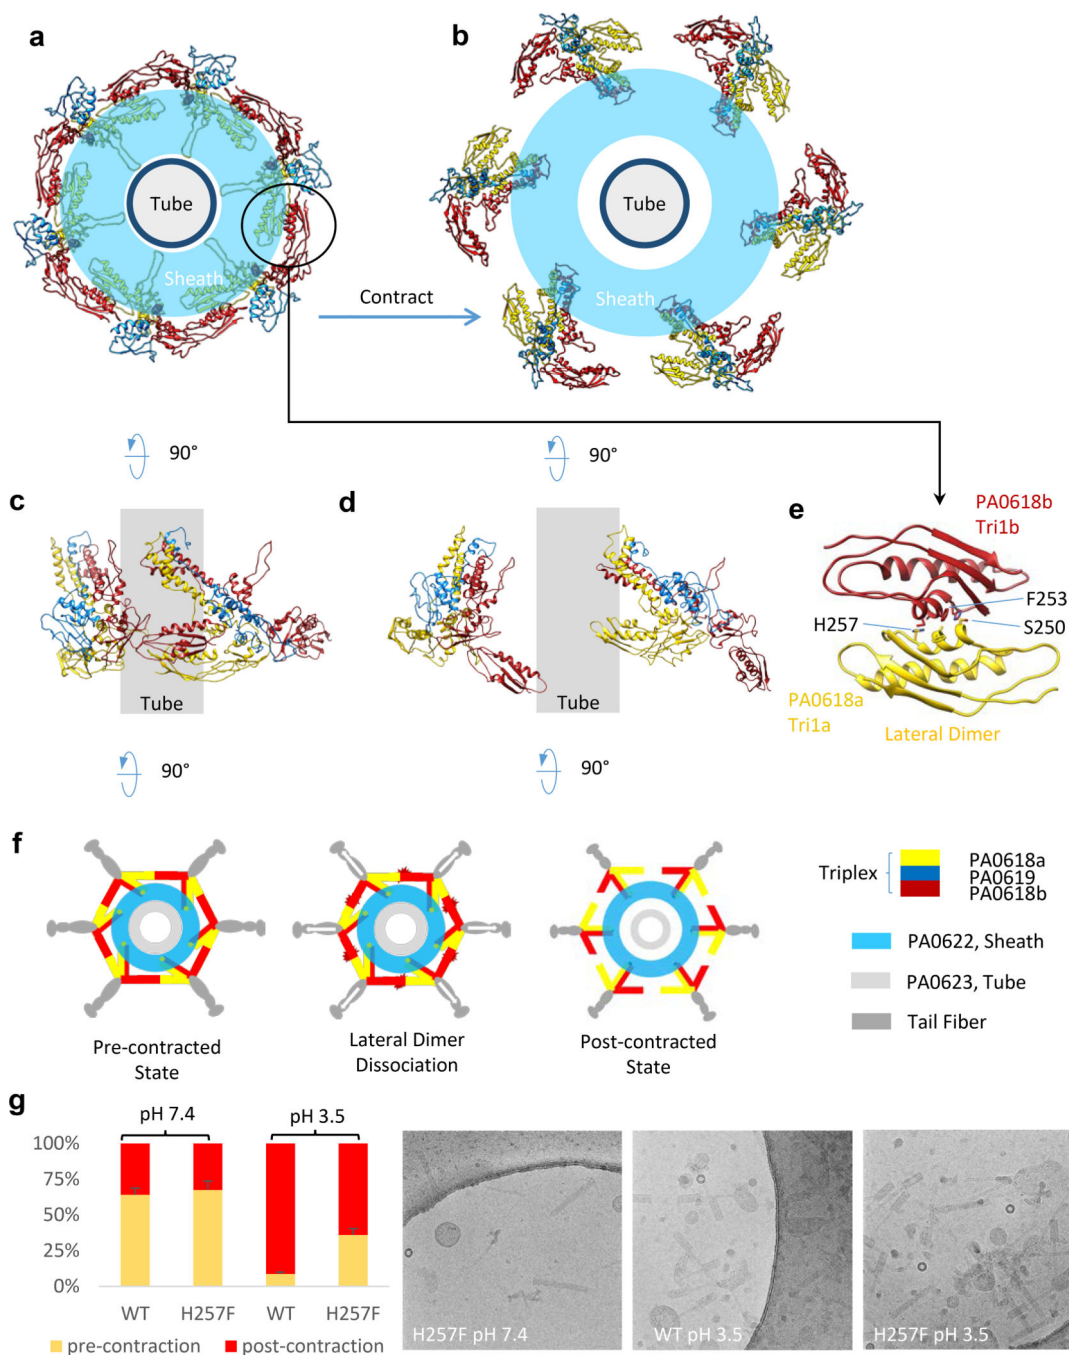 a
b
Tube
Sheath
Tube
Sheath
Contract
90°
90°
c
d
e
Tube
Tube
PA0618b
Tri1b
F253
H257
S250
PA0618a
Tri1a
Lateral Dimer
90°
90°
f
Pre-contracted
State
Lateral Dimer
Dissociation
Post-contracted
State
Triplex
PA0618a
PA0619
PA0618b
PA0622, Sheath
PA0623, Tube
Tail Fiber
g
pH 7.4
pH 3.5
100%
75%
50%
25%
0%
WT
H257F
WT
H257F
pre-contraction
post-contraction
H257F pH 7.4
WT pH 3.5
H257F pH 3.5